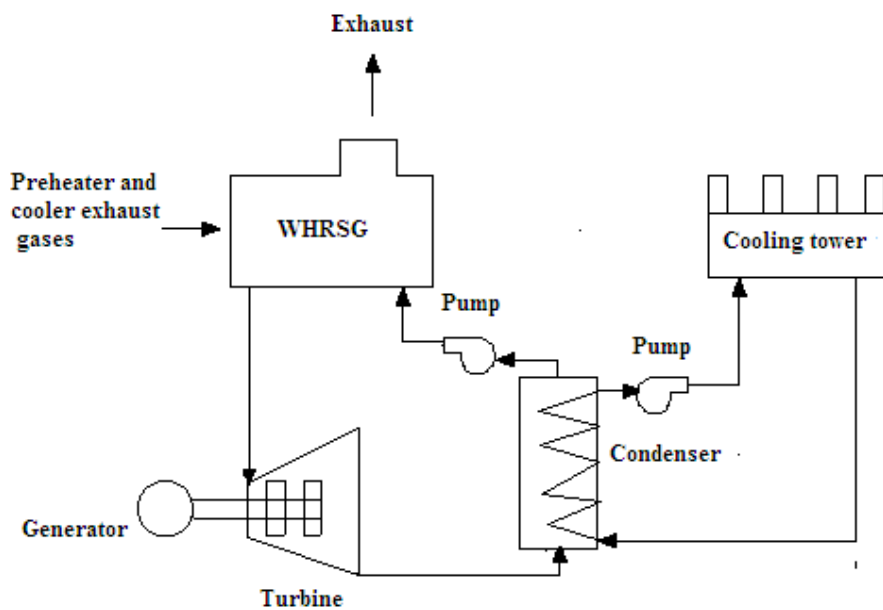 Exhaust
Preheater and
cooler exhaust
gases
WHRSG
Cooling tower
Pump
Pump
Condenser
Generator
Turbine